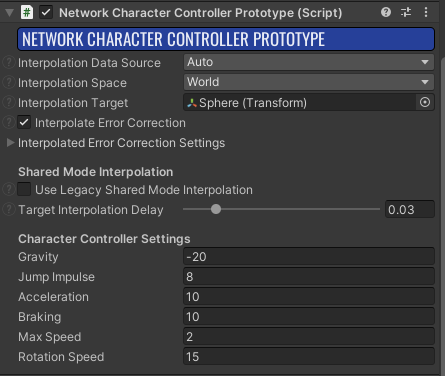 Network Character Controller Prototype (Script)
NETWORK CHARACTER CONTROLLER PROTOTYPE
Interpolation Data Source Auto
Interpolation Space World
Interpolation Target Sphere (Transform)
Interpolate Error Correction
Interpolated Error Correction Settings
Shared Mode Interpolation
Use Legacy Shared Mode Interpolation
Target Interpolation Delay 0.03
Character Controller Settings
Gravity -20
Jump Impulse 8
Acceleration 10
Braking 10
Max Speed 2
Rotation Speed 15